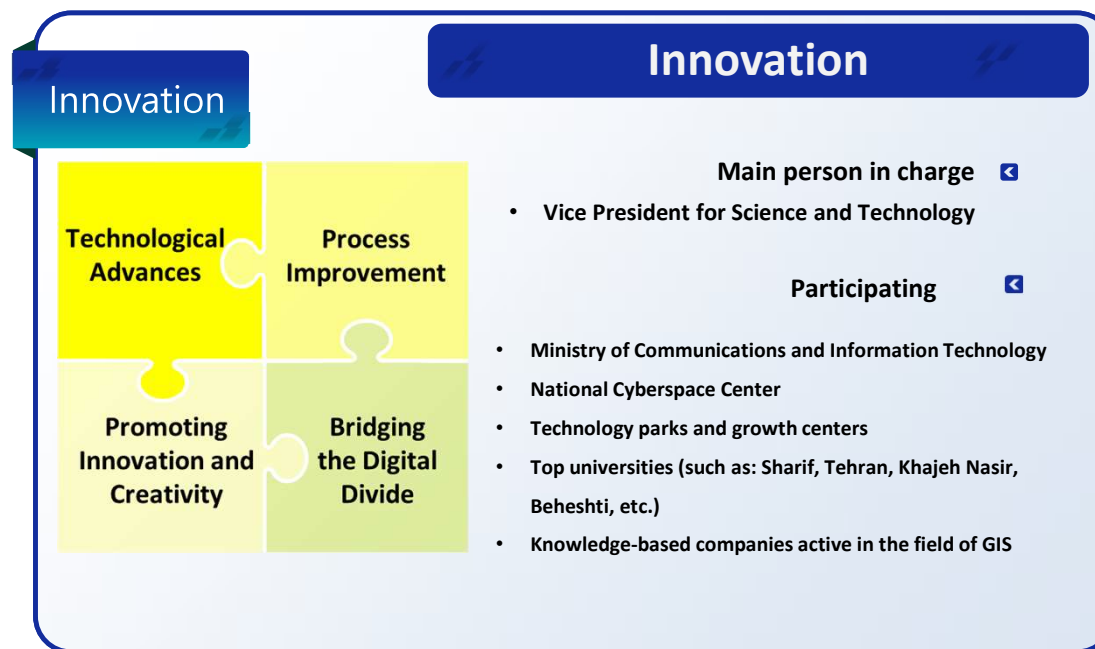 Innovation
Innovation
Technological
Advances
Process
Improvement
Promoting
Innovation and
Creativity
Bridging
the Digital
Divide
Main person in charge
• Vice President for Science and Technology
Participating
• Ministry of Communications and Information Technology
• National Cyberspace Center
• Technology parks and growth centers
• Top universities (such as: Sharif, Tehran, Khajeh Nasir,
Beheshti, etc.)
• Knowledge-based companies active in the field of GIS